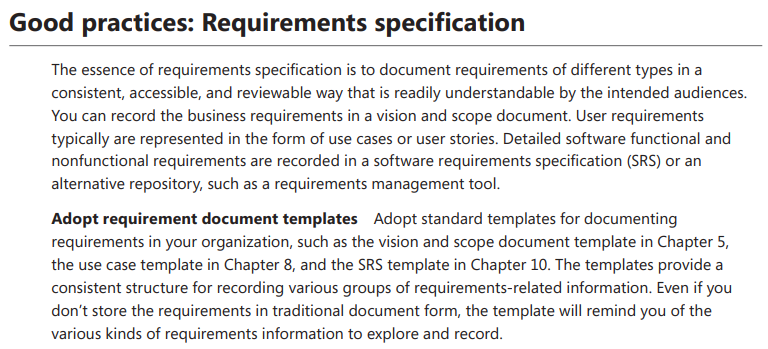 Good practices: Requirements specification
The essence of requirements specification is to document requirements of different types in a
consistent, accessible, and reviewable way that is readily understandable by the intended audiences.
You can record the business requirements in a vision and scope document. User requirements
typically are represented in the form of use cases or user stories. Detailed software functional and
nonfunctional requirements are recorded in a software requirements specification (SRS) or an
alternative repository, such as a requirements management tool.
Adopt requirement document templates Adopt standard templates for documenting
requirements in your organization, such as the vision and scope document template in Chapter 5,
the use case template in Chapter 8, and the SRS template in Chapter 10. The templates provide a
consistent structure for recording various groups of requirements-related information. Even if you
don’t store the requirements in traditional document form, the template will remind you of the
various kinds of requirements information to explore and record.